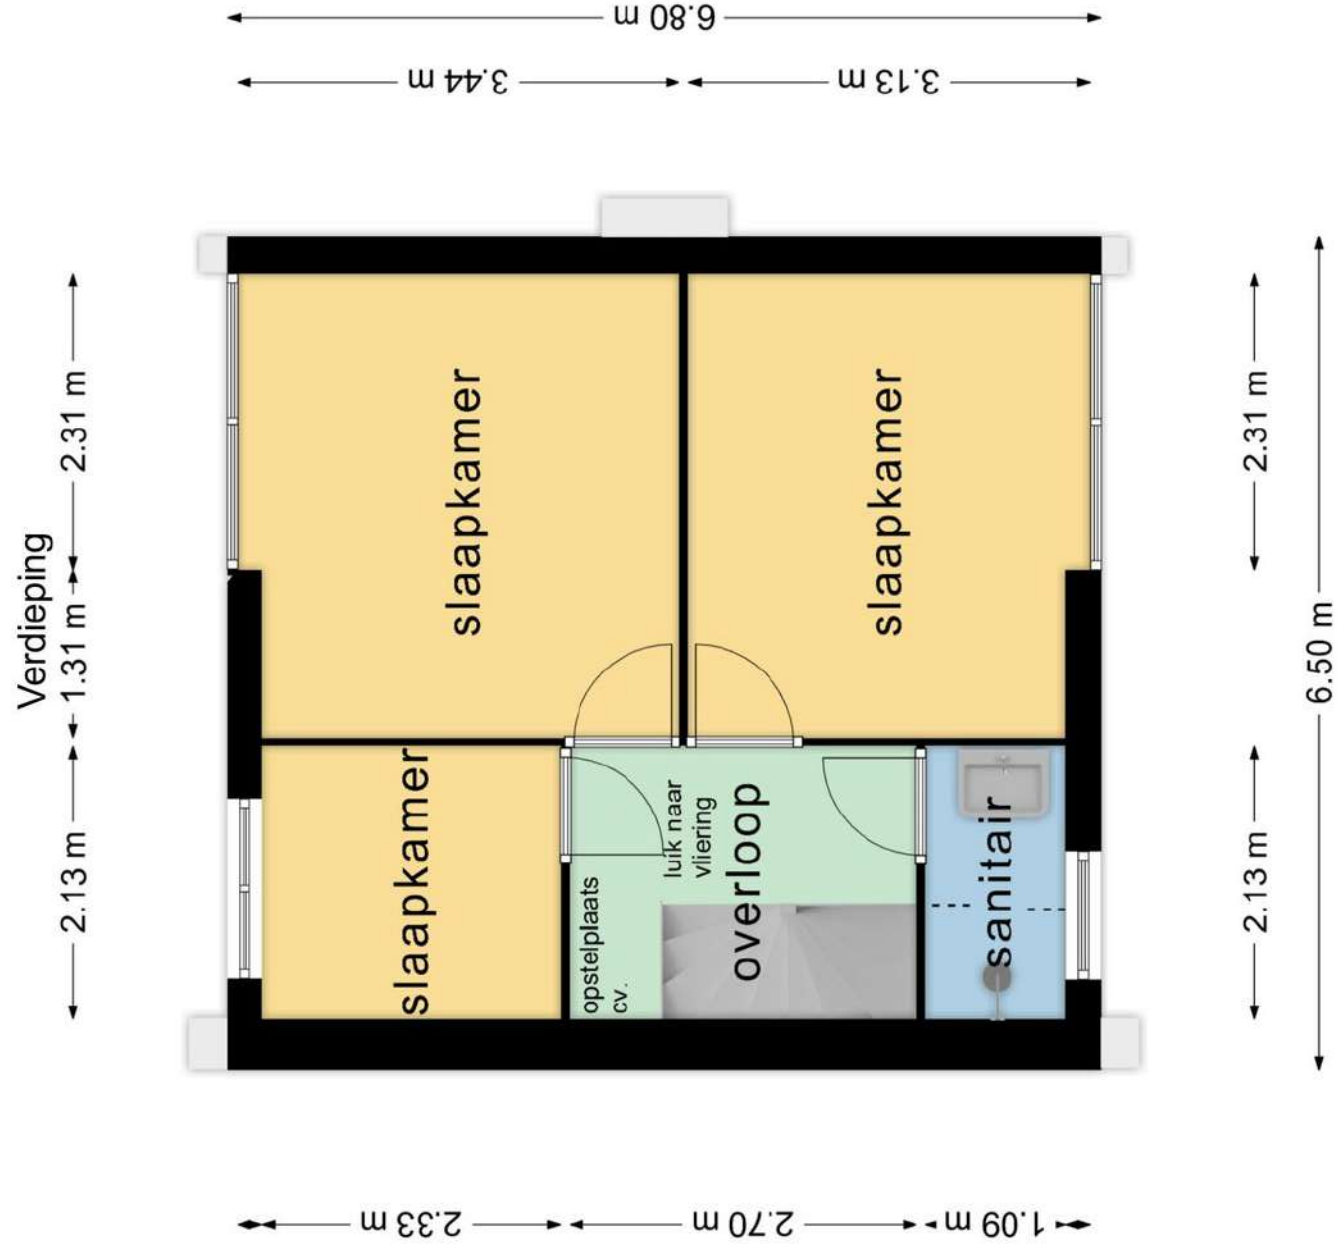 6.80 m
3.44 m
3.13 m
Verdieping
2.31 m
1.31 m
2.13 m
slaapkamer
slaapkamer
slaapkamer
opstelplaats
cv.
luik naar
vliering
overloop
sanitair
2.31 m
2.13 m
6.50 m
2.33 m
2.70 m
1.09 m